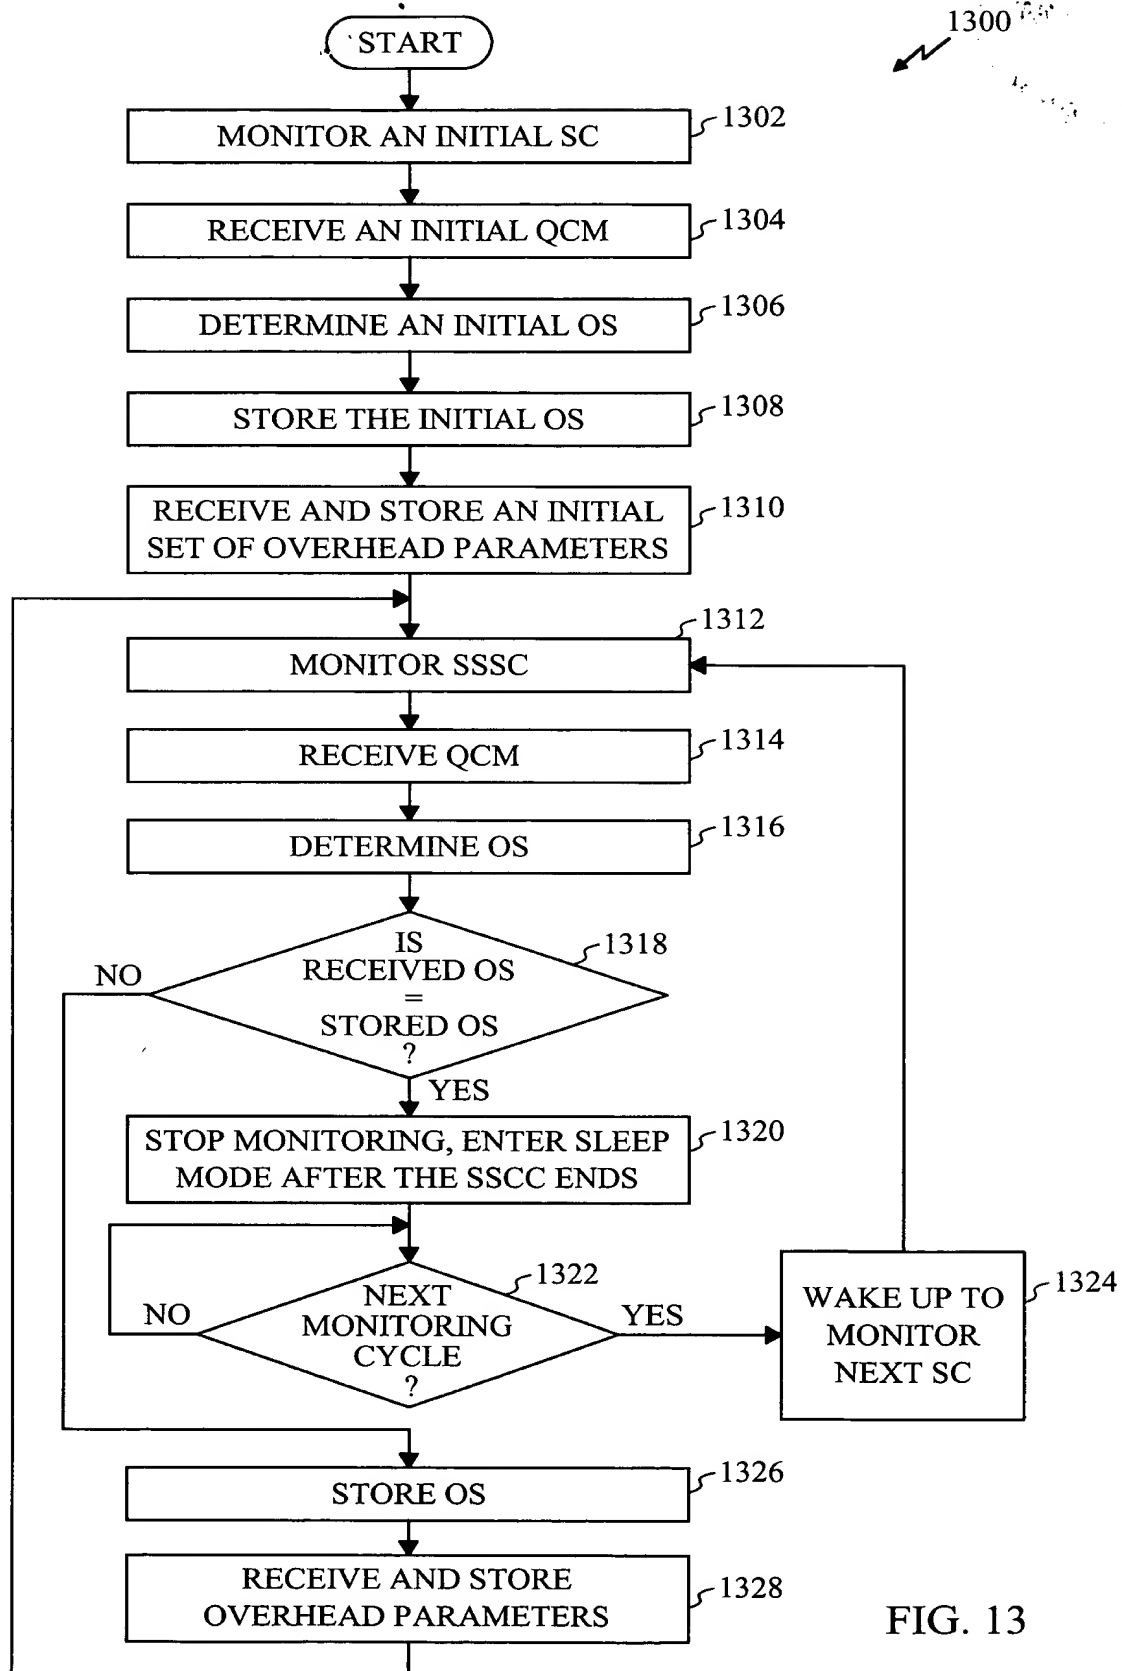 1300
START
MONITOR AN INITIAL SC
1302
RECEIVE AN INITIAL QCM
1304
DETERMINE AN INITIAL OS
1306
STORE THE INITIAL OS
1308
RECEIVE AND STORE AN INITIAL
SET OF OVERHEAD PARAMETERS
1310
MONITOR SSSC
1312
RECEIVE QCM
1314
DETERMINE OS
1316
IS
RECEIVED OS
=
STORED OS
?
1318
NO
YES
STOP MONITORING, ENTER SLEEP
MODE AFTER THE SSCC ENDS
1320
NEXT
MONITORING
CYCLE
?
1322
NO
YES
WAKE UP TO
MONITOR
NEXT SC
1324
STORE OS
1326
RECEIVE AND STORE
OVERHEAD PARAMETERS
1328
FIG. 13